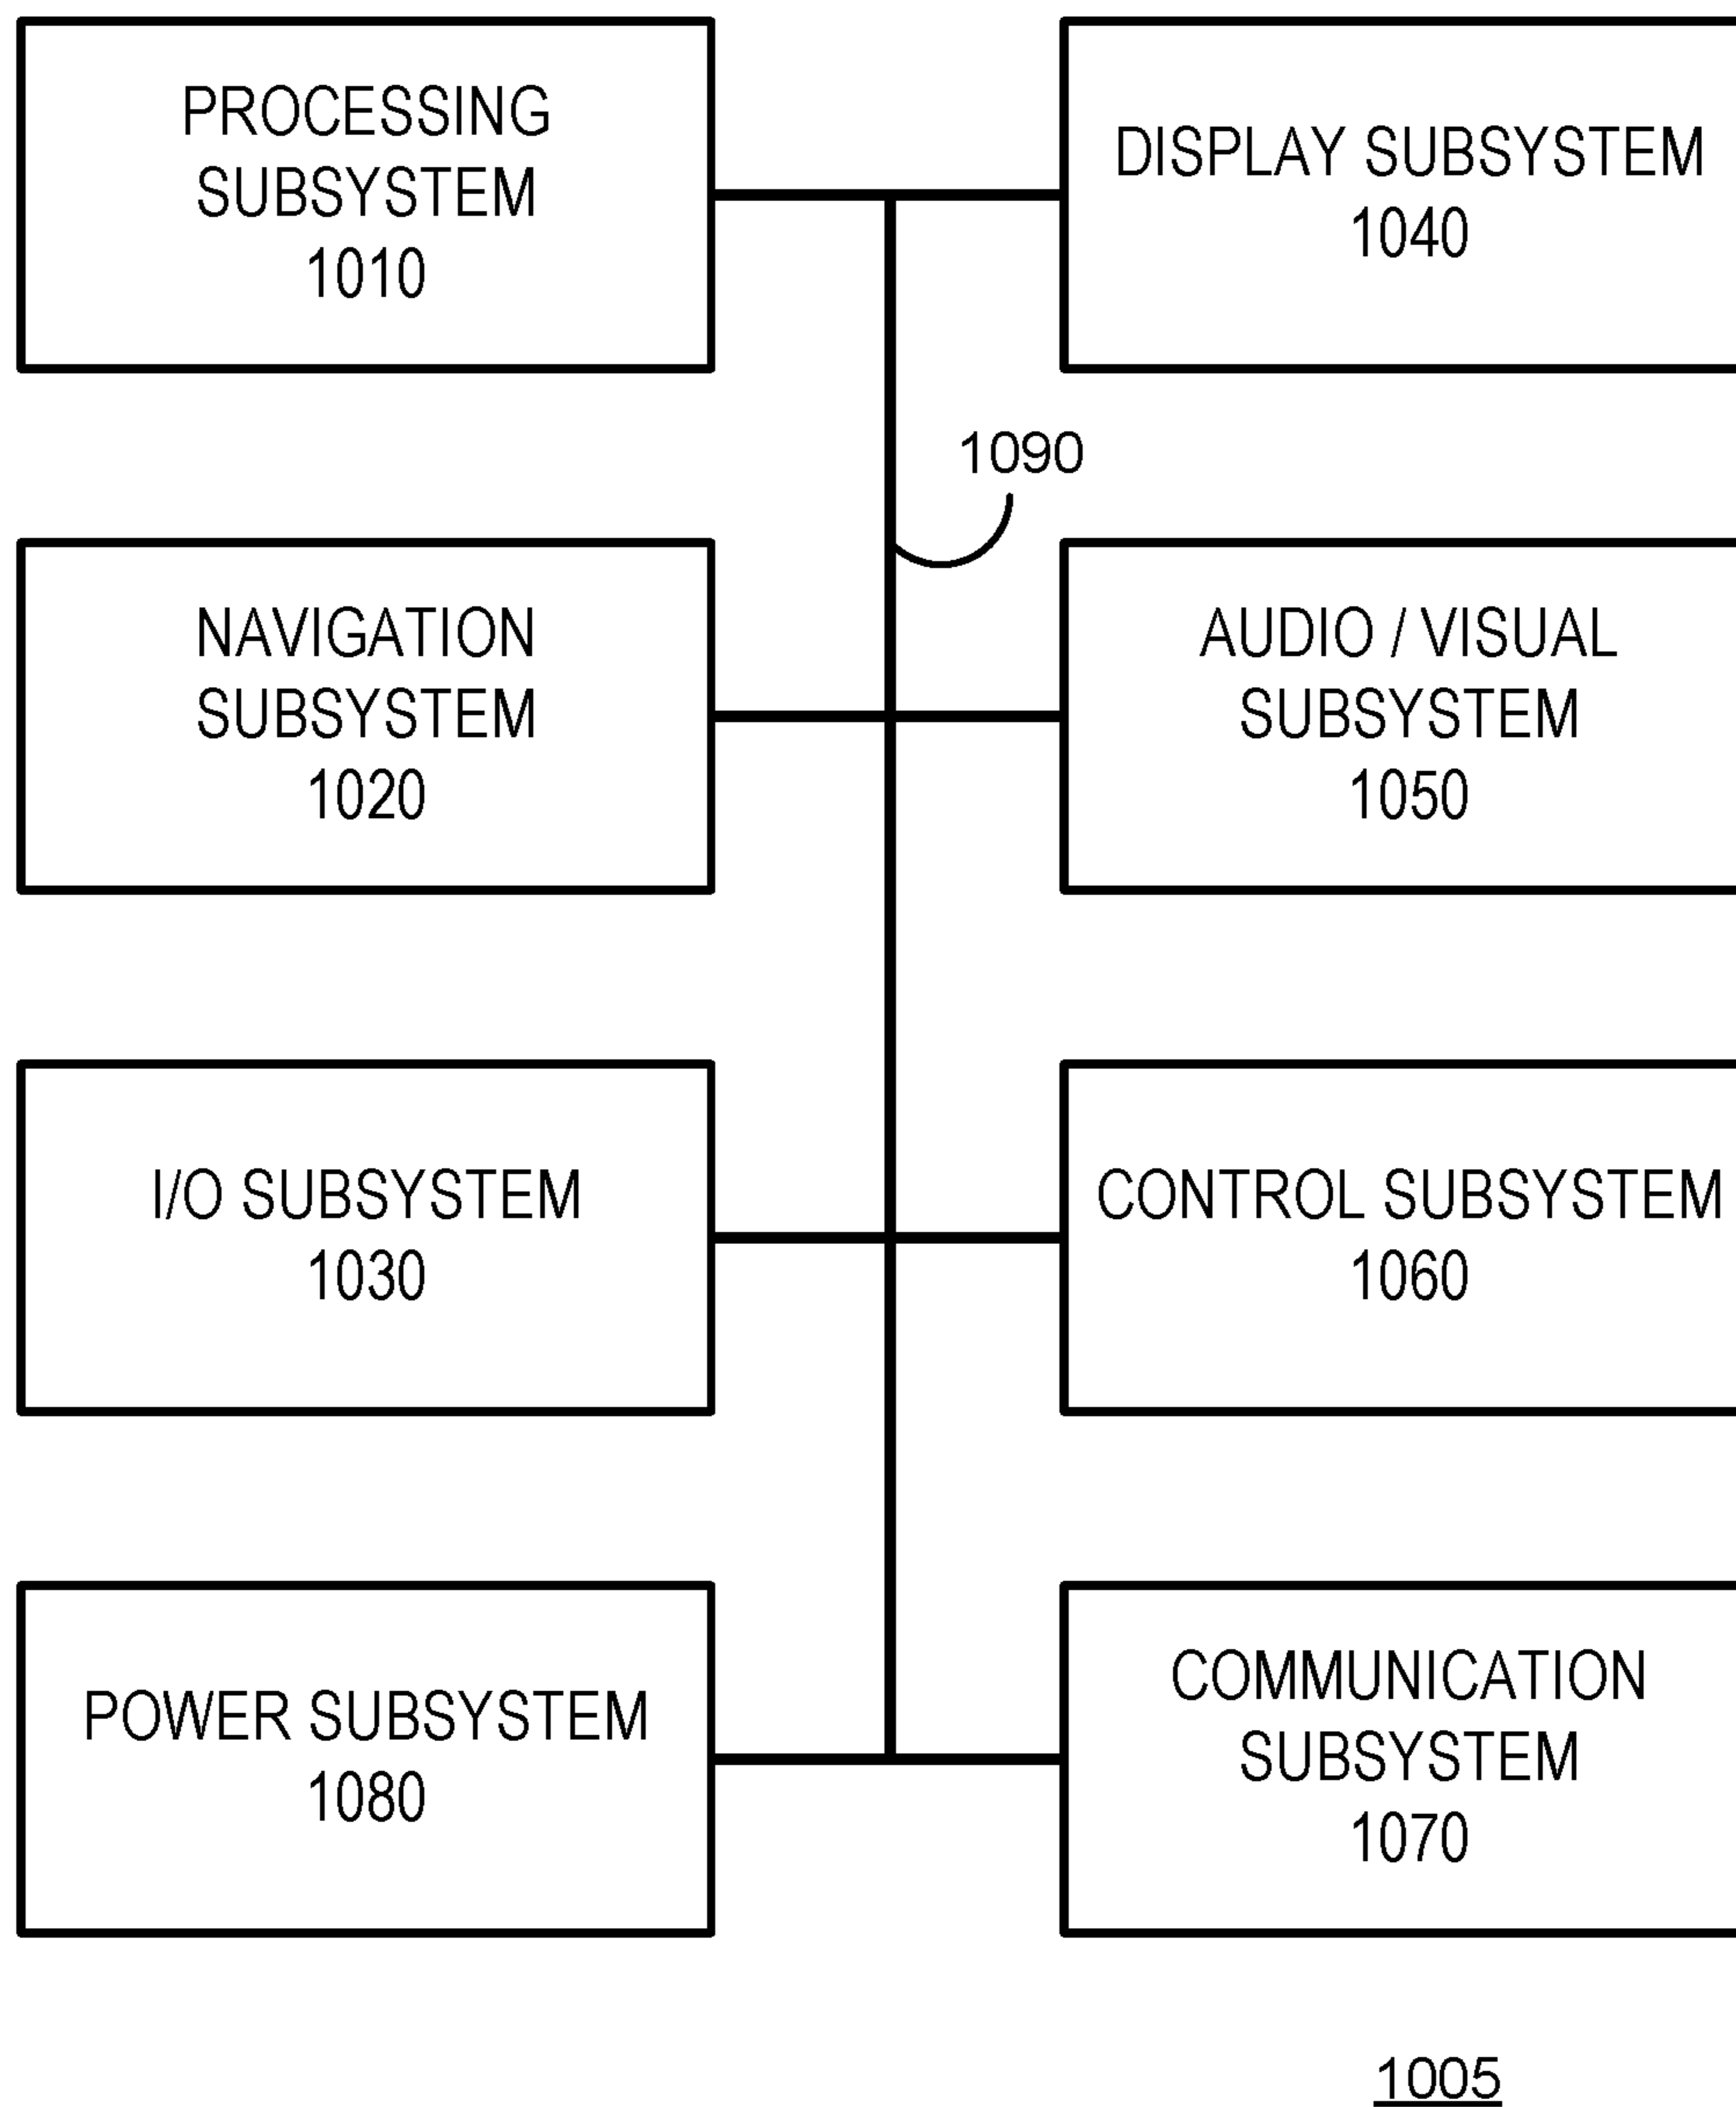 PROCESSING
SUBSYSTEM
1010
DISPLAY SUBSYSTEM
1040
1090
NAVIGATION
SUBSYSTEM
1020
AUDIO / VISUAL
SUBSYSTEM
1050
I/O SUBSYSTEM
1030
CONTROL SUBSYSTEM
1060
POWER SUBSYSTEM
1080
COMMUNICATION
SUBSYSTEM
1070
1005